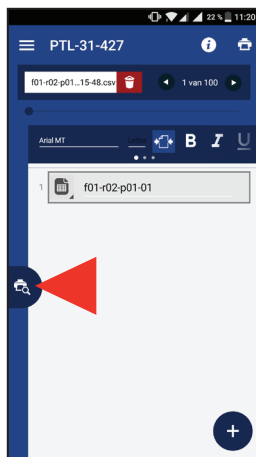 22 % 11:20
PTL-31-427
f01-r02-p01...15-48.csv 1 van 100
Arial MT Letter B I U
1 f01-r02-p01-01